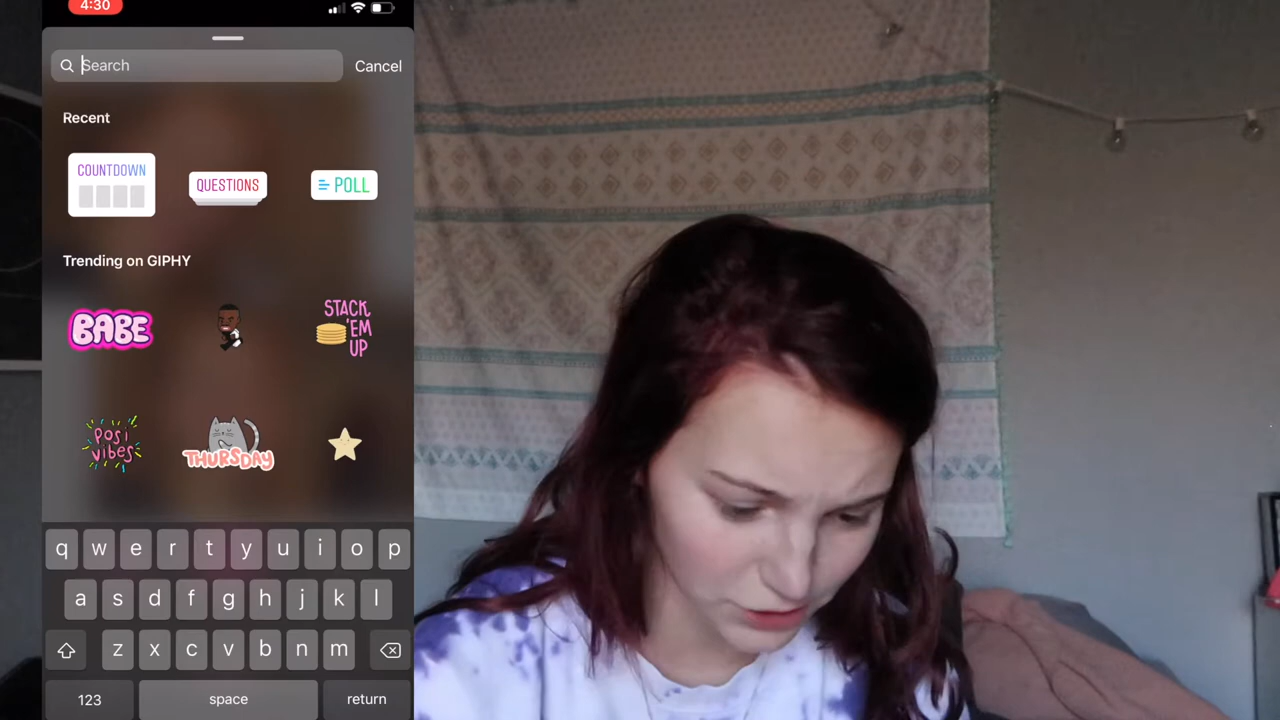 4:30
Search
Cancel
Recent
COUNTDOWN
QUESTIONS
POLL
Trending on GIPHY
BABE
STACK
'EM
UP
POSI
VIBES
THURSDAY
q w e r t y u i o p
a s d f g h j k l
z x c v b n m
123 space return